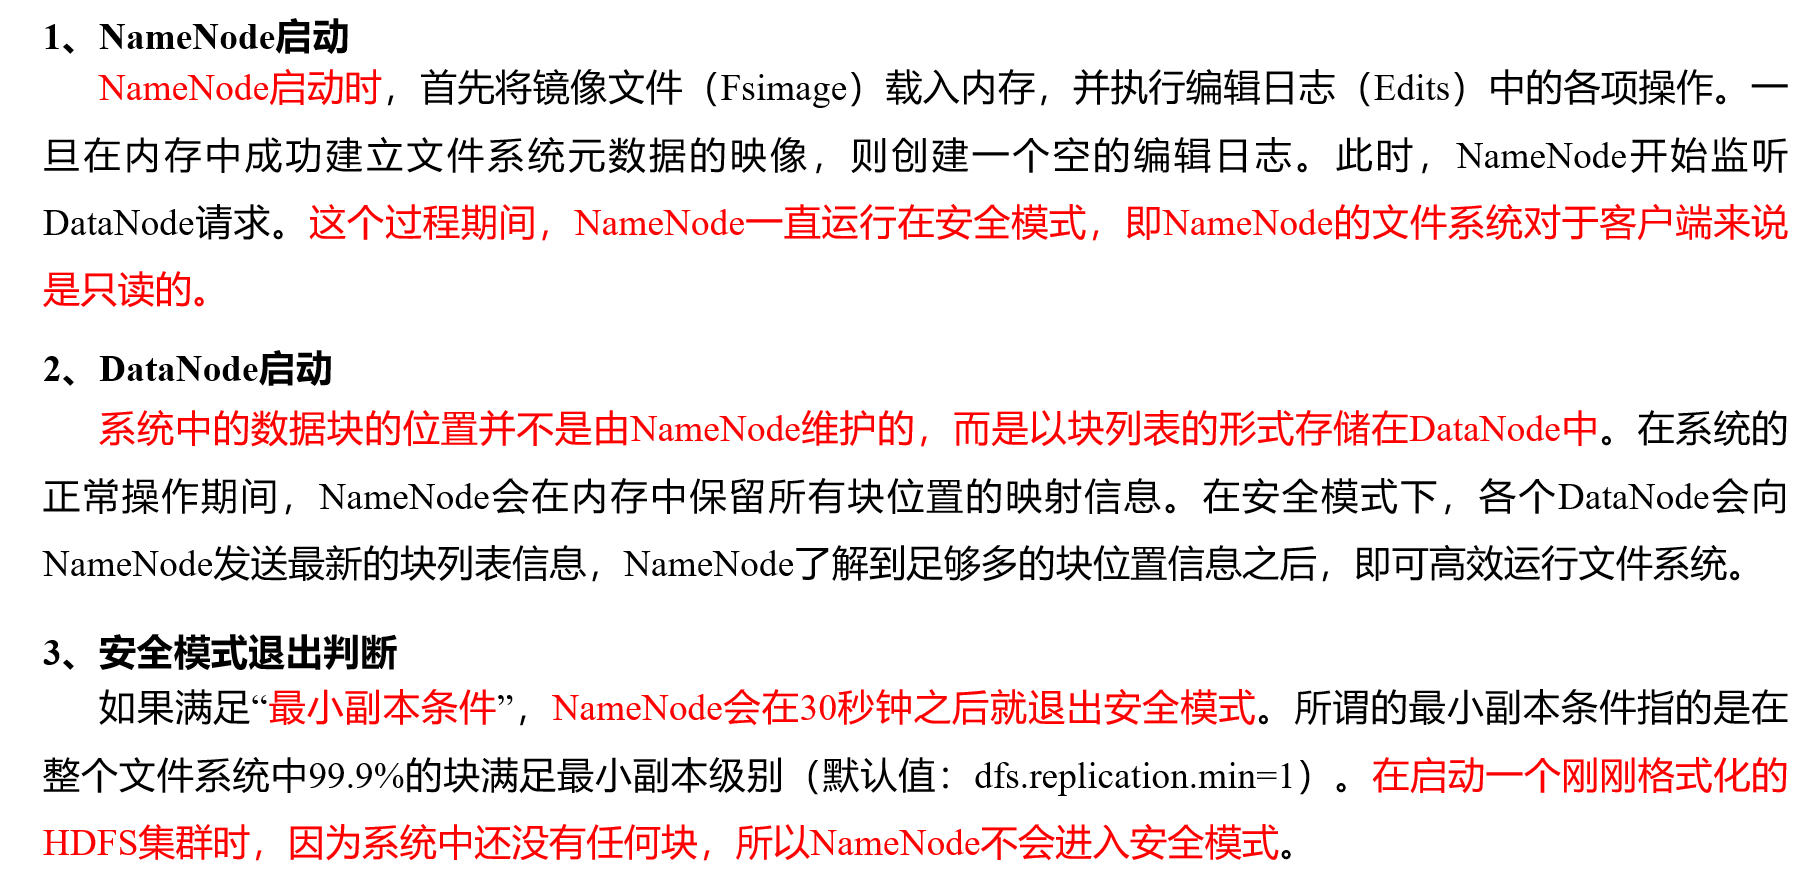 1、NameNode启动
NameNode启动时，首先将镜像文件（Fsimage）载入内存，并执行编辑日志（Edits）中的各项操作。一
旦在内存中成功建立文件系统元数据的映像，则创建一个空的编辑日志。此时，NameNode开始监听
DataNode请求。这个过程期间，NameNode一直运行在安全模式，即NameNode的文件系统对于客户端来说
是只读的。
2、DataNode启动
系统中的数据块的位置并不是由NameNode维护的，而是以块列表的形式存储在DataNode中。在系统的
正常操作期间，NameNode会在内存中保留所有块位置的映射信息。在安全模式下，各个DataNode会向
NameNode发送最新的块列表信息，NameNode了解到足够多的块位置信息之后，即可高效运行文件系统。
3、安全模式退出判断
如果满足“最小副本条件”，NameNode会在30秒钟之后就退出安全模式。所谓的最小副本条件指的是在
整个文件系统中99.9%的块满足最小副本级别（默认值：dfs.replication.min=1）。在启动一个刚刚格式化的
HDFS集群时，因为系统中还没有任何块，所以NameNode不会进入安全模式。